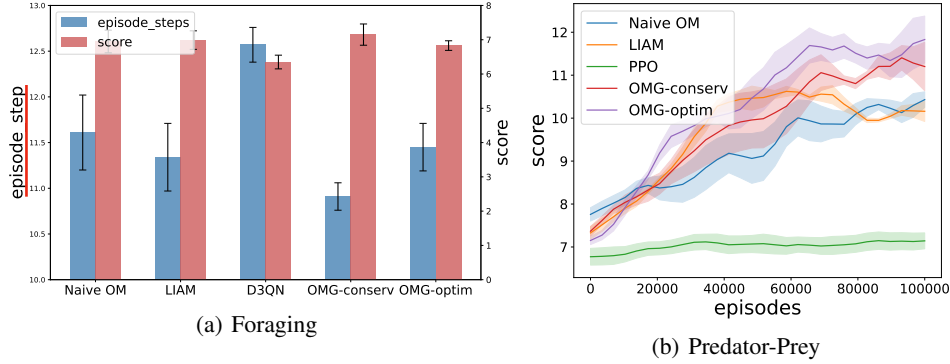 episode_steps
score
13.0
12.5
12.0
11.5
11.0
10.0
episode_step
8
7
6
5
4
3
2
1
0
score
Naive OM
LIAM
D3QN
OMG-conserv
OMG-optim
(a) Foraging
Naive OM
LIAM
PPO
OMG-conserv
OMG-optim
12
11
10
9
8
7
score
0
20000
40000
60000
80000
100000
episodes
(b) Predator-Prey